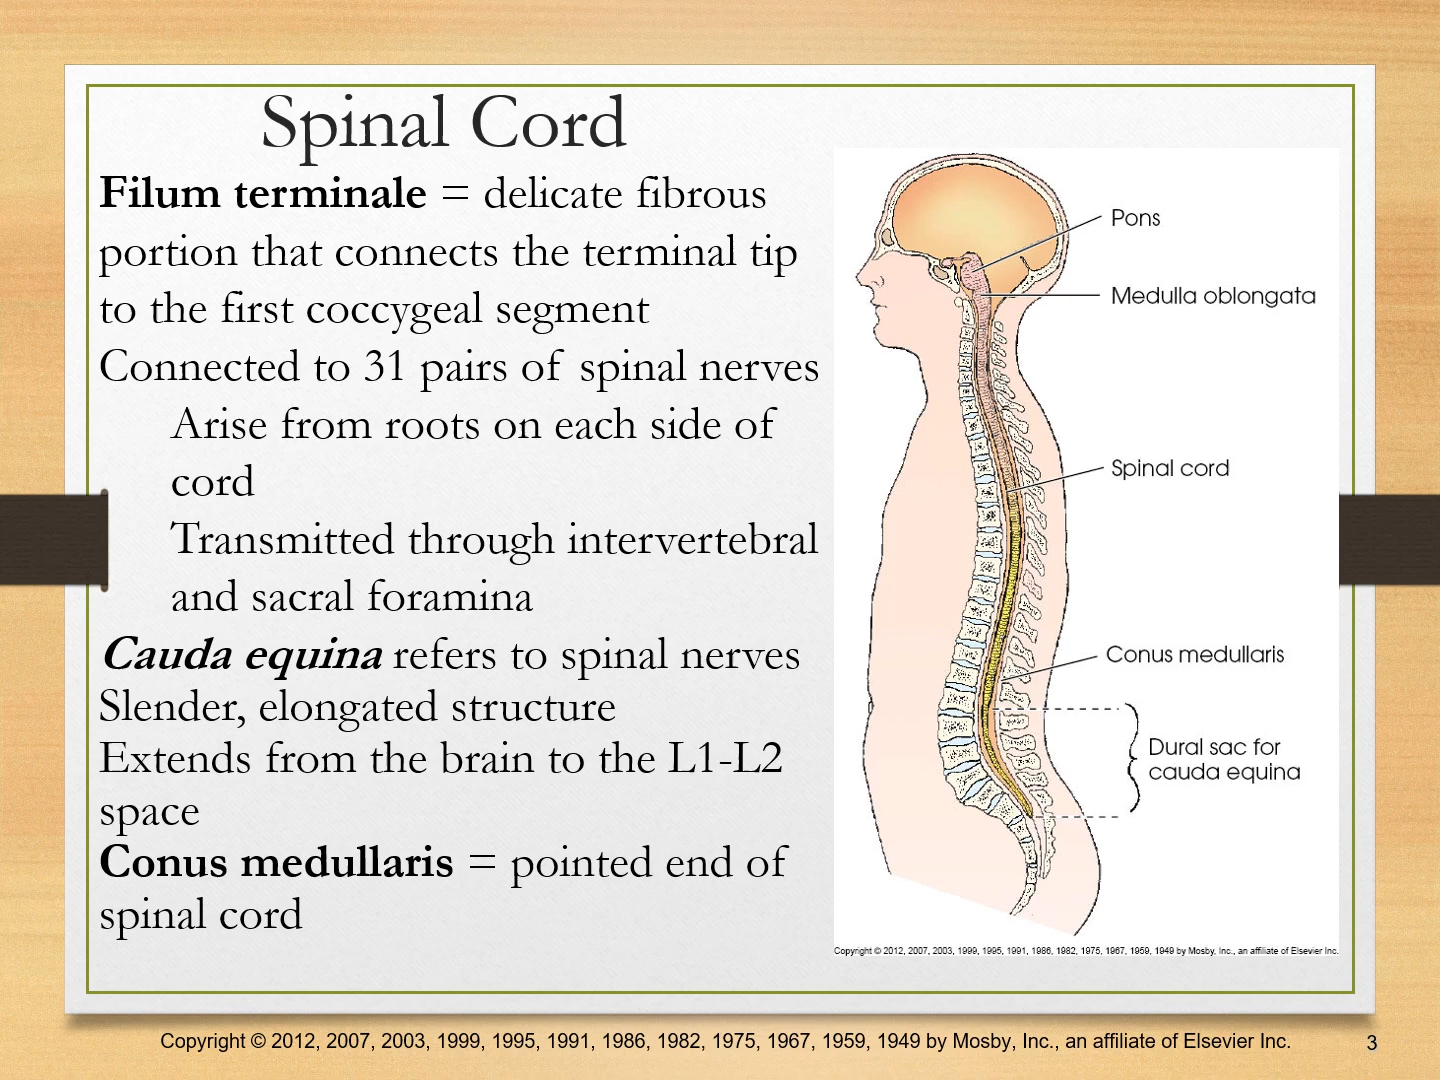 Spinal Cord
Filum terminale = delicate fibrous
portion that connects the terminal tip
to the first coccygeal segment
Connected to 31 pairs of spinal nerves
Arise from roots on each side of
cord
Transmitted through intervertebral
and sacral foramina
Cauda equina refers to spinal nerves
Slender, elongated structure
Extends from the brain to the L1-L2
space
Conus medullaris = pointed end of
spinal cord
Pons
Medulla oblongata
Spinal cord
Conus medullaris
Dural sac for
cauda equina
Copyright © 2012, 2007, 2003, 1999, 1995, 1991, 1986, 1982, 1975, 1967, 1959, 1949 by Mosby, Inc., an affiliate of Elsevier Inc.
Copyright © 2012, 2007, 2003, 1999, 1995, 1991, 1986, 1982, 1975, 1967, 1959, 1949 by Mosby, Inc., an affiliate of Elsevier Inc.
3